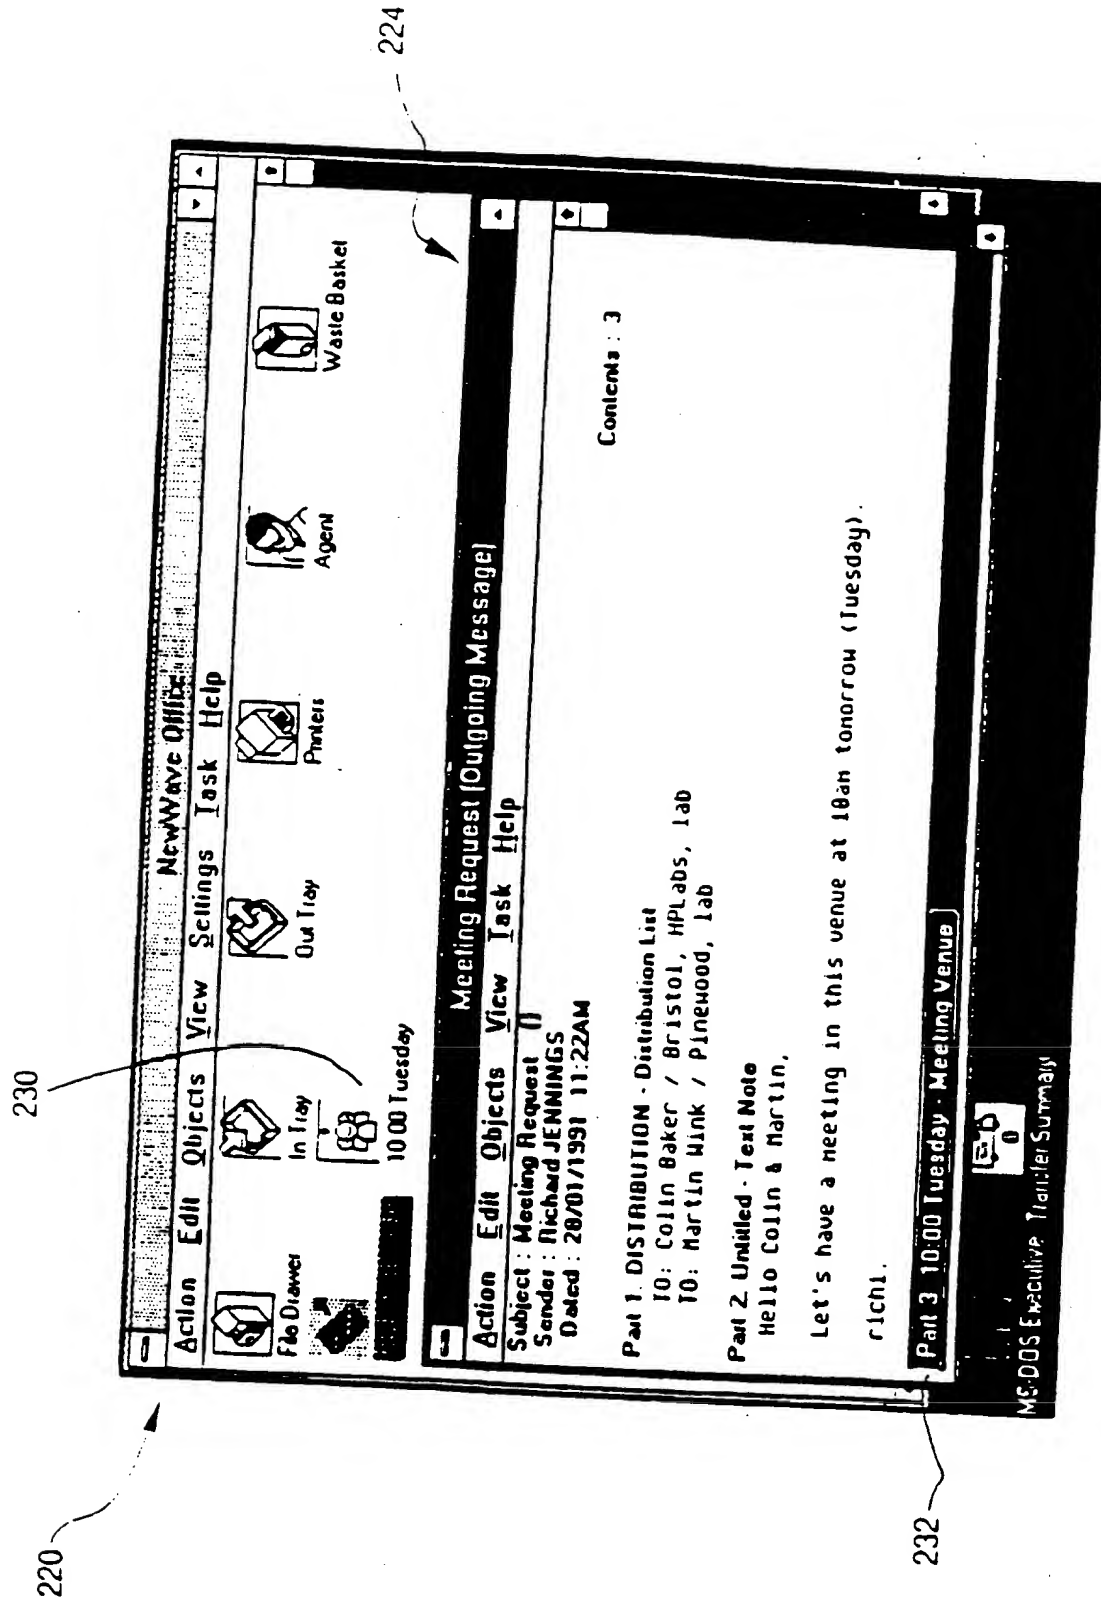 220
230
224
232
NewWave Office
Action Edit Objects View Settings Task Help
File Drawer In Tray Out Tray Printers Agent Waste Basket
10:00 Tuesday
Meeting Request (Outgoing Message)
Action Edit Objects View Task Help
Subject : Meeting Request
Sender : Richard JENNINGS
Dated : 28/01/1991 11:22AM
Contents : 3
Part 1. DISTRIBUTION - Distribution List
TO: Colin Baker / Bristol, HPLabs, lab
TO: Martin Wink / Pinewood, lab
Part 2. Untitled - Text Note
Hello Colin & Martin,
Let's have a meeting in this venue at 10am tomorrow (Tuesday).
richi.
Part 3 10:00 Tuesday - Meeting Venue
MS-DOS Executive Transfer Summary